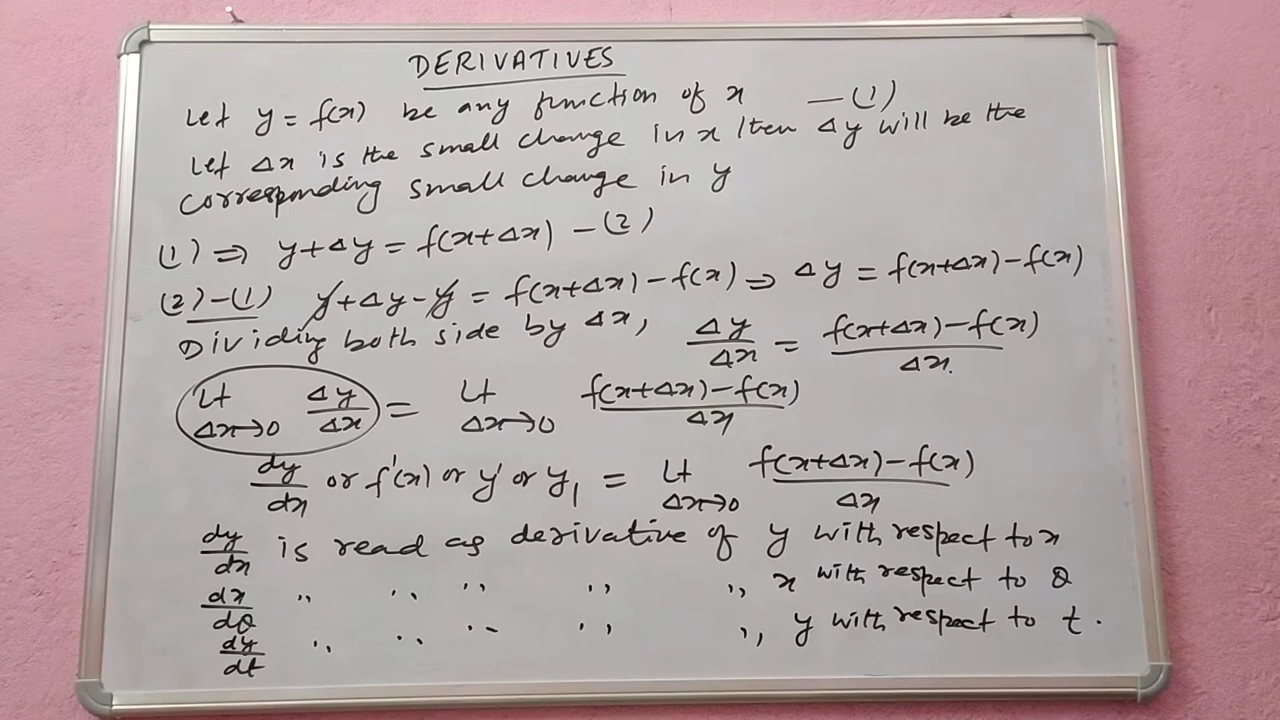 DERIVATIVES
Let y = f(x) be any function of x — (1)
Let Δx is the small change in x then Δy will be the
corresponding small change in y
(1) ⇒ y+Δy = f(x+Δx) – (2)
(2)–(1) y+Δy–y = f(x+Δx)–f(x) ⇒ Δy = f(x+Δx)–f(x)
Dividing both side by Δx, Δy/Δx = f(x+Δx)–f(x)/Δx.
Lt Δx→0 Δy/Δx = Lt Δx→0 f(x+Δx)–f(x)/Δx
dy/dx or f'(x) or y' or y₁ = Lt Δx→0 f(x+Δx)–f(x)/Δx
dy/dx is read as derivative of y with respect to x
dx/dθ ,, ,, ,, ,, ,, x with respect to θ
dy/dt ,, ,, ,, ,, ,, y with respect to t.